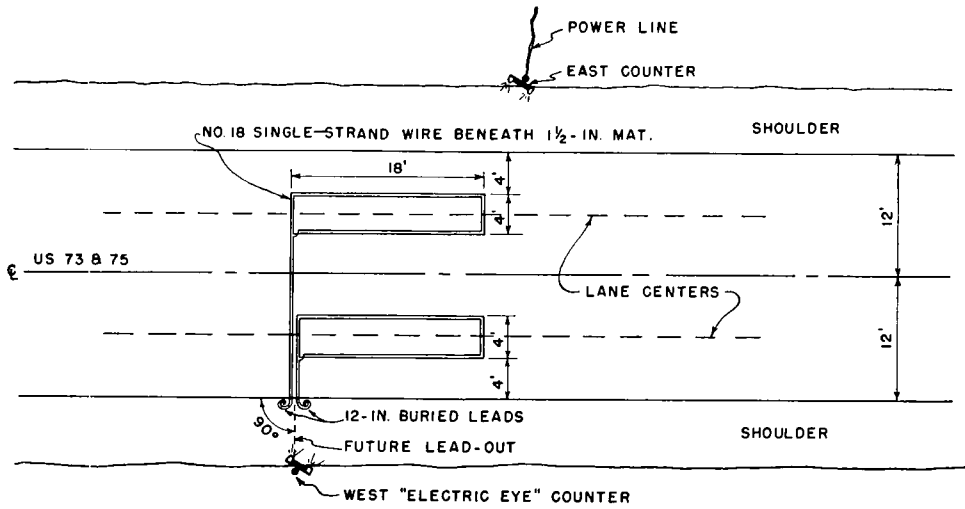 POWER LINE
EAST COUNTER
NO. 18 SINGLE-STRAND WIRE BENEATH 1½-IN. MAT.
SHOULDER
18'
4'
4'
12'
℄ US 73 & 75
LANE CENTERS
4'
4'
12'
90°
12-IN. BURIED LEADS
FUTURE LEAD-OUT
SHOULDER
WEST "ELECTRIC EYE" COUNTER